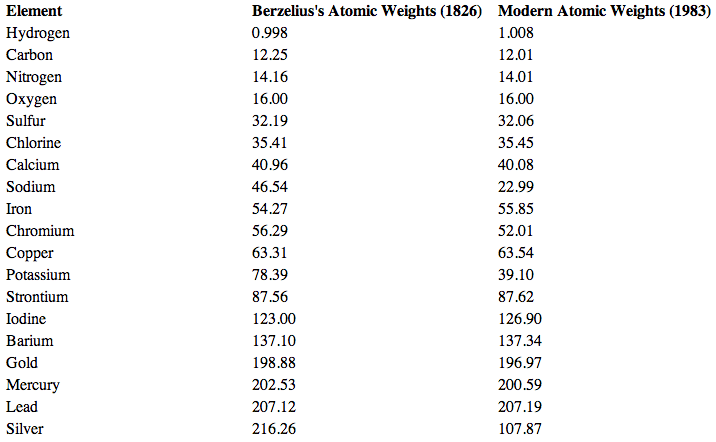 Element Berzelius's Atomic Weights (1826) Modern Atomic Weights (1983)
Hydrogen 0.998 1.008
Carbon 12.25 12.01
Nitrogen 14.16 14.01
Oxygen 16.00 16.00
Sulfur 32.19 32.06
Chlorine 35.41 35.45
Calcium 40.96 40.08
Sodium 46.54 22.99
Iron 54.27 55.85
Chromium 56.29 52.01
Copper 63.31 63.54
Potassium 78.39 39.10
Strontium 87.56 87.62
Iodine 123.00 126.90
Barium 137.10 137.34
Gold 198.88 196.97
Mercury 202.53 200.59
Lead 207.12 207.19
Silver 216.26 107.87